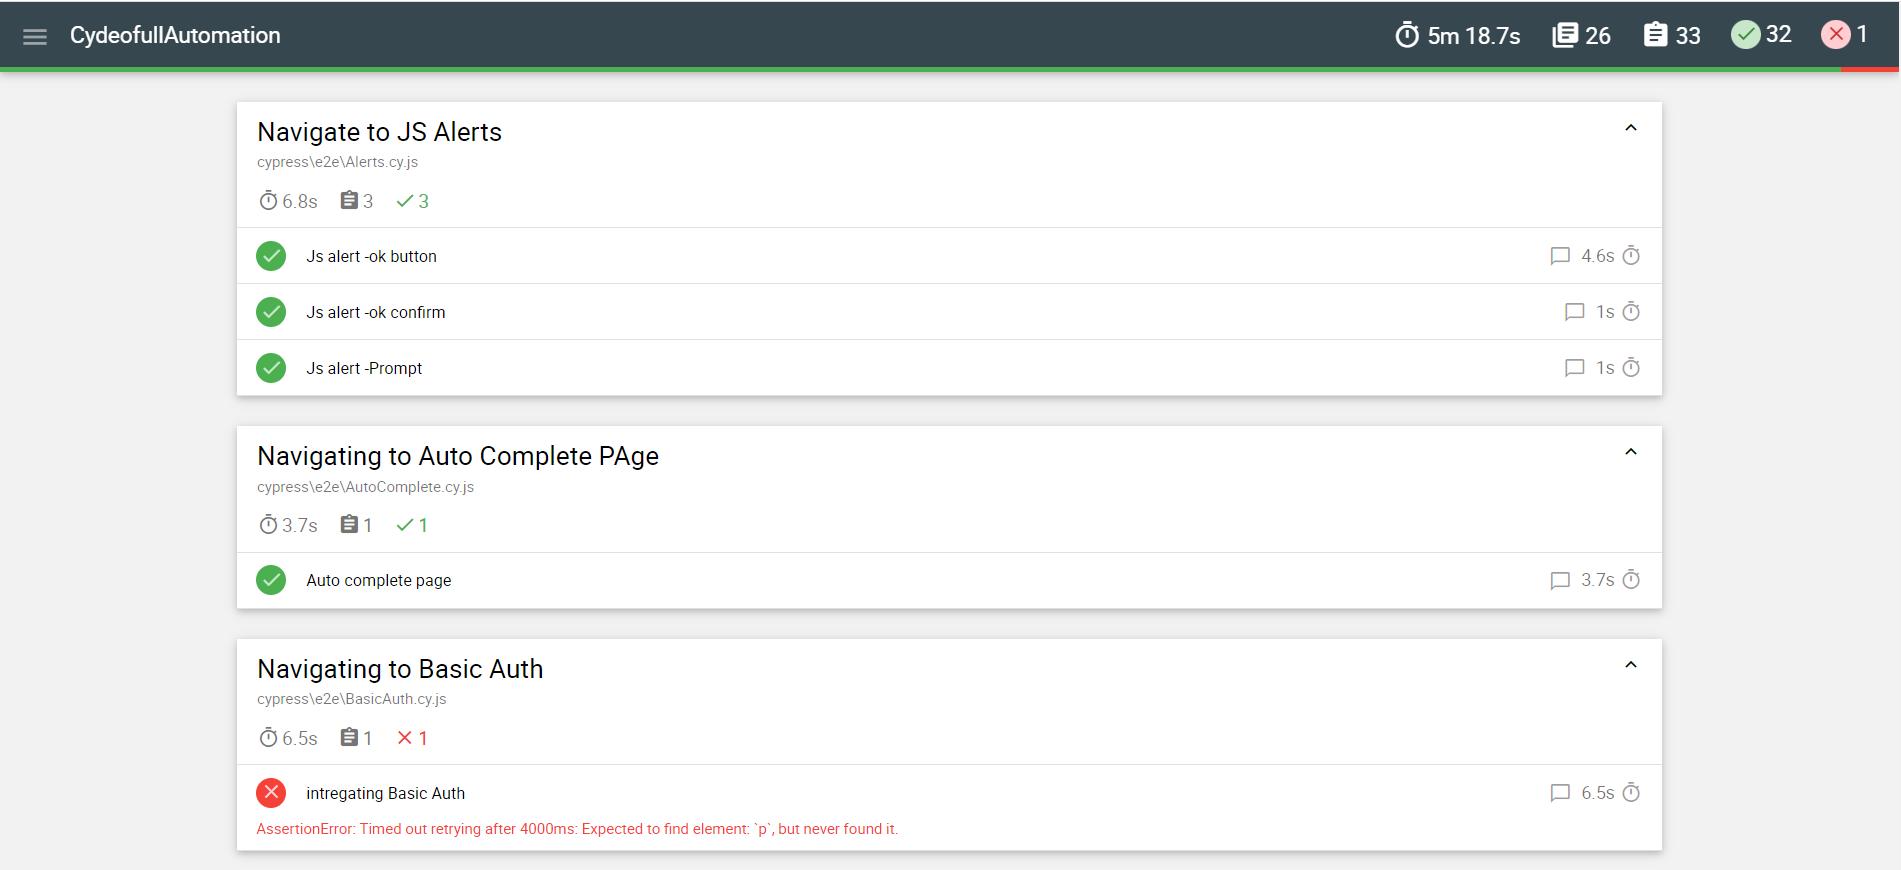 CydeofullAutomation 5m 18.7s 26 33 32 1
Navigate to JS Alerts
cypress\e2e\Alerts.cy.js
6.8s 3 3
Js alert -ok button 4.6s
Js alert -ok confirm 1s
Js alert -Prompt 1s
Navigating to Auto Complete PAge
cypress\e2e\AutoComplete.cy.js
3.7s 1 1
Auto complete page 3.7s
Navigating to Basic Auth
cypress\e2e\BasicAuth.cy.js
6.5s 1 1
intregating Basic Auth 6.5s
AssertionError: Timed out retrying after 4000ms: Expected to find element: `p`, but never found it.